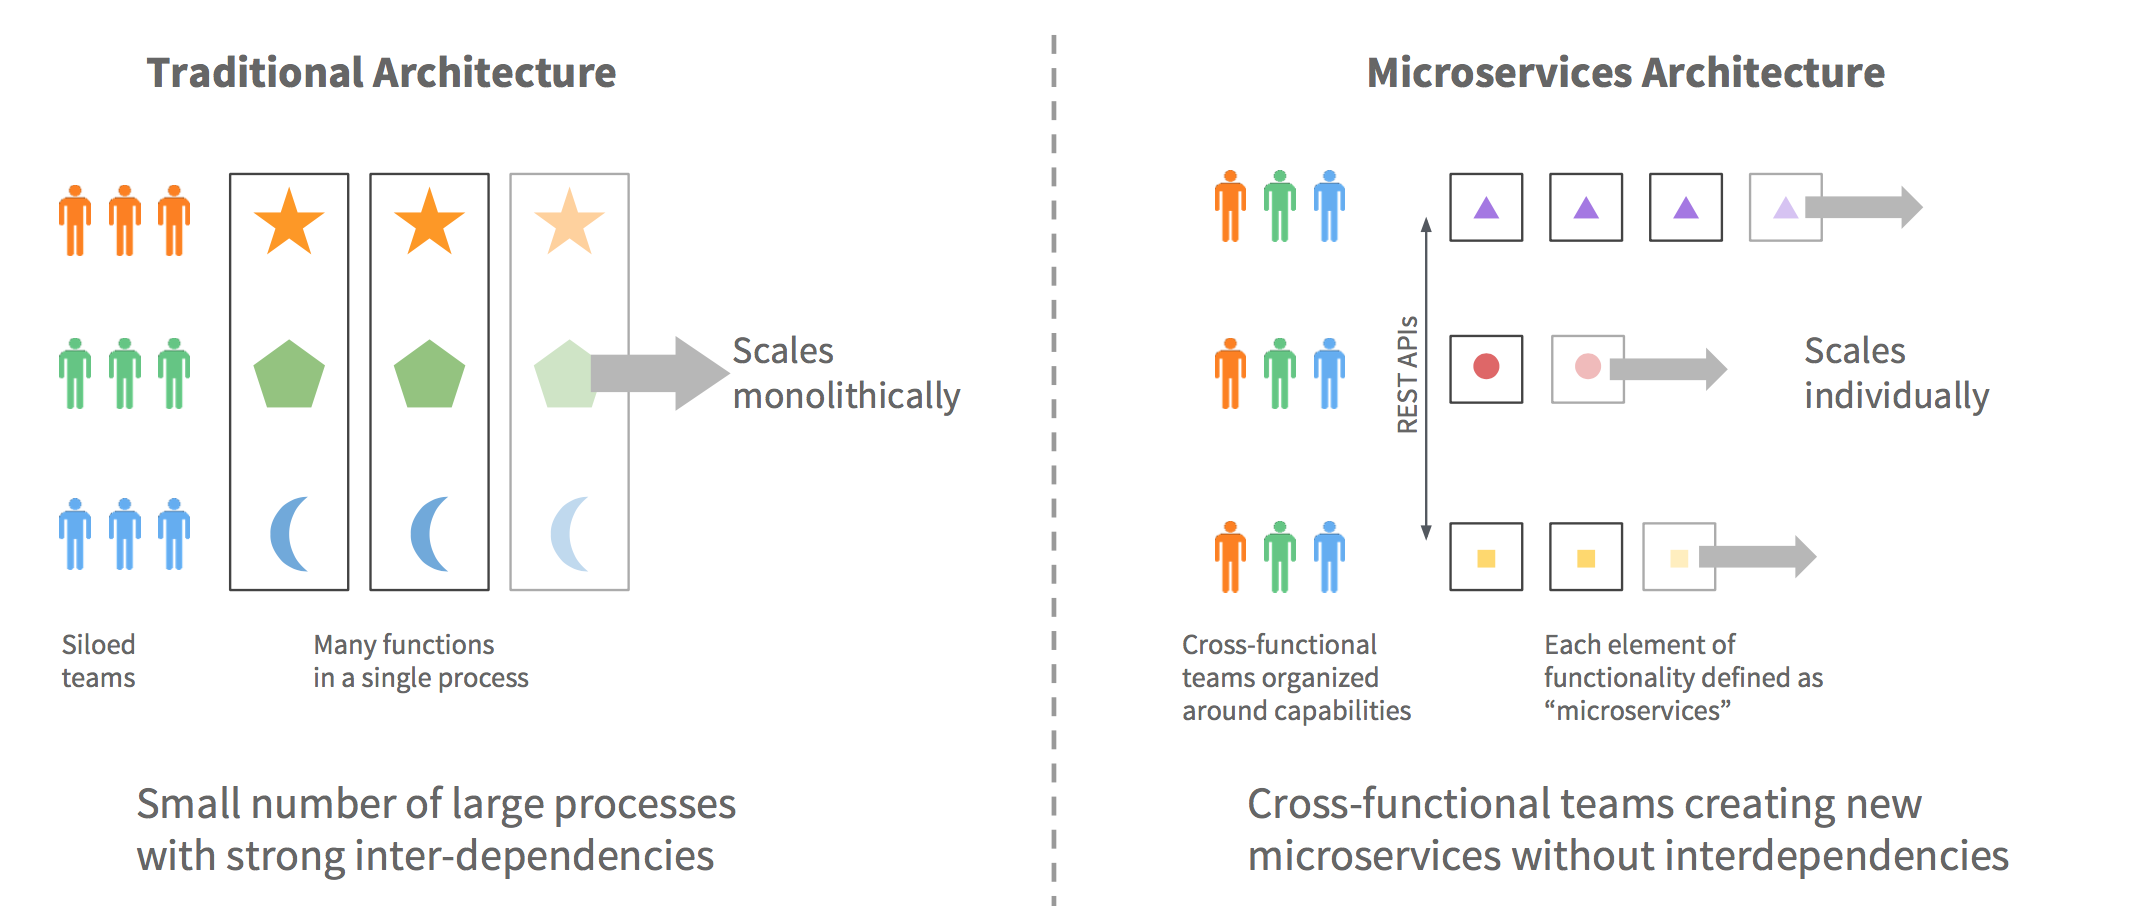 Traditional Architecture
Scales
monolithically
Siloed
teams
Many functions
in a single process
Small number of large processes
with strong inter-dependencies
Microservices Architecture
REST APIs
Scales
individually
Cross-functional
teams organized
around capabilities
Each element of
functionality defined as
“microservices”
Cross-functional teams creating new
microservices without interdependencies